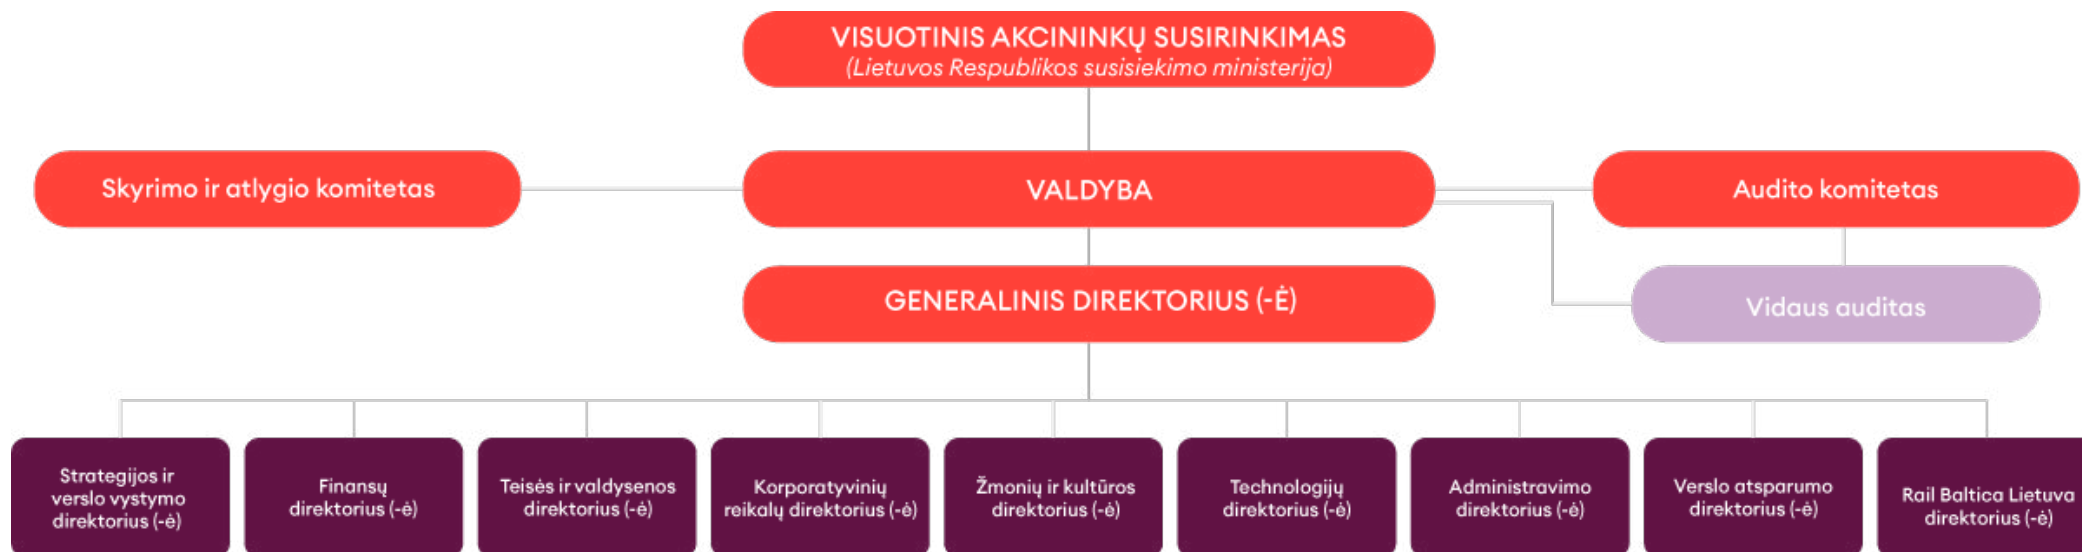 VISUOTINIS AKCININKŲ SUSIRINKIMAS
(Lietuvos Respublikos susisiekimo ministerija)
Skyrimo ir atlygio komitetas
VALDYBA
Audito komitetas
GENERALINIS DIREKTORIUS (-Ė)
Vidaus auditas
Strategijos ir
verslo vystymo
direktorius (-ė)
Finansų
direktorius (-ė)
Teisės ir valdysenos
direktorius (-ė)
Korporatyvinių
reikalų direktorius (-ė)
Žmonių ir kultūros
direktorius (-ė)
Technologijų
direktorius (-ė)
Administravimo
direktorius (-ė)
Verslo atsparumo
direktorius (-ė)
Rail Baltica Lietuva
direktorius (-ė)